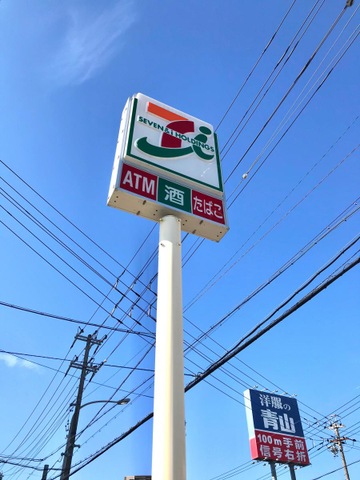 SEVEN & i HOLDINGS
ATM 酒 たばこ
洋服の
青山
100m手前
信号右折